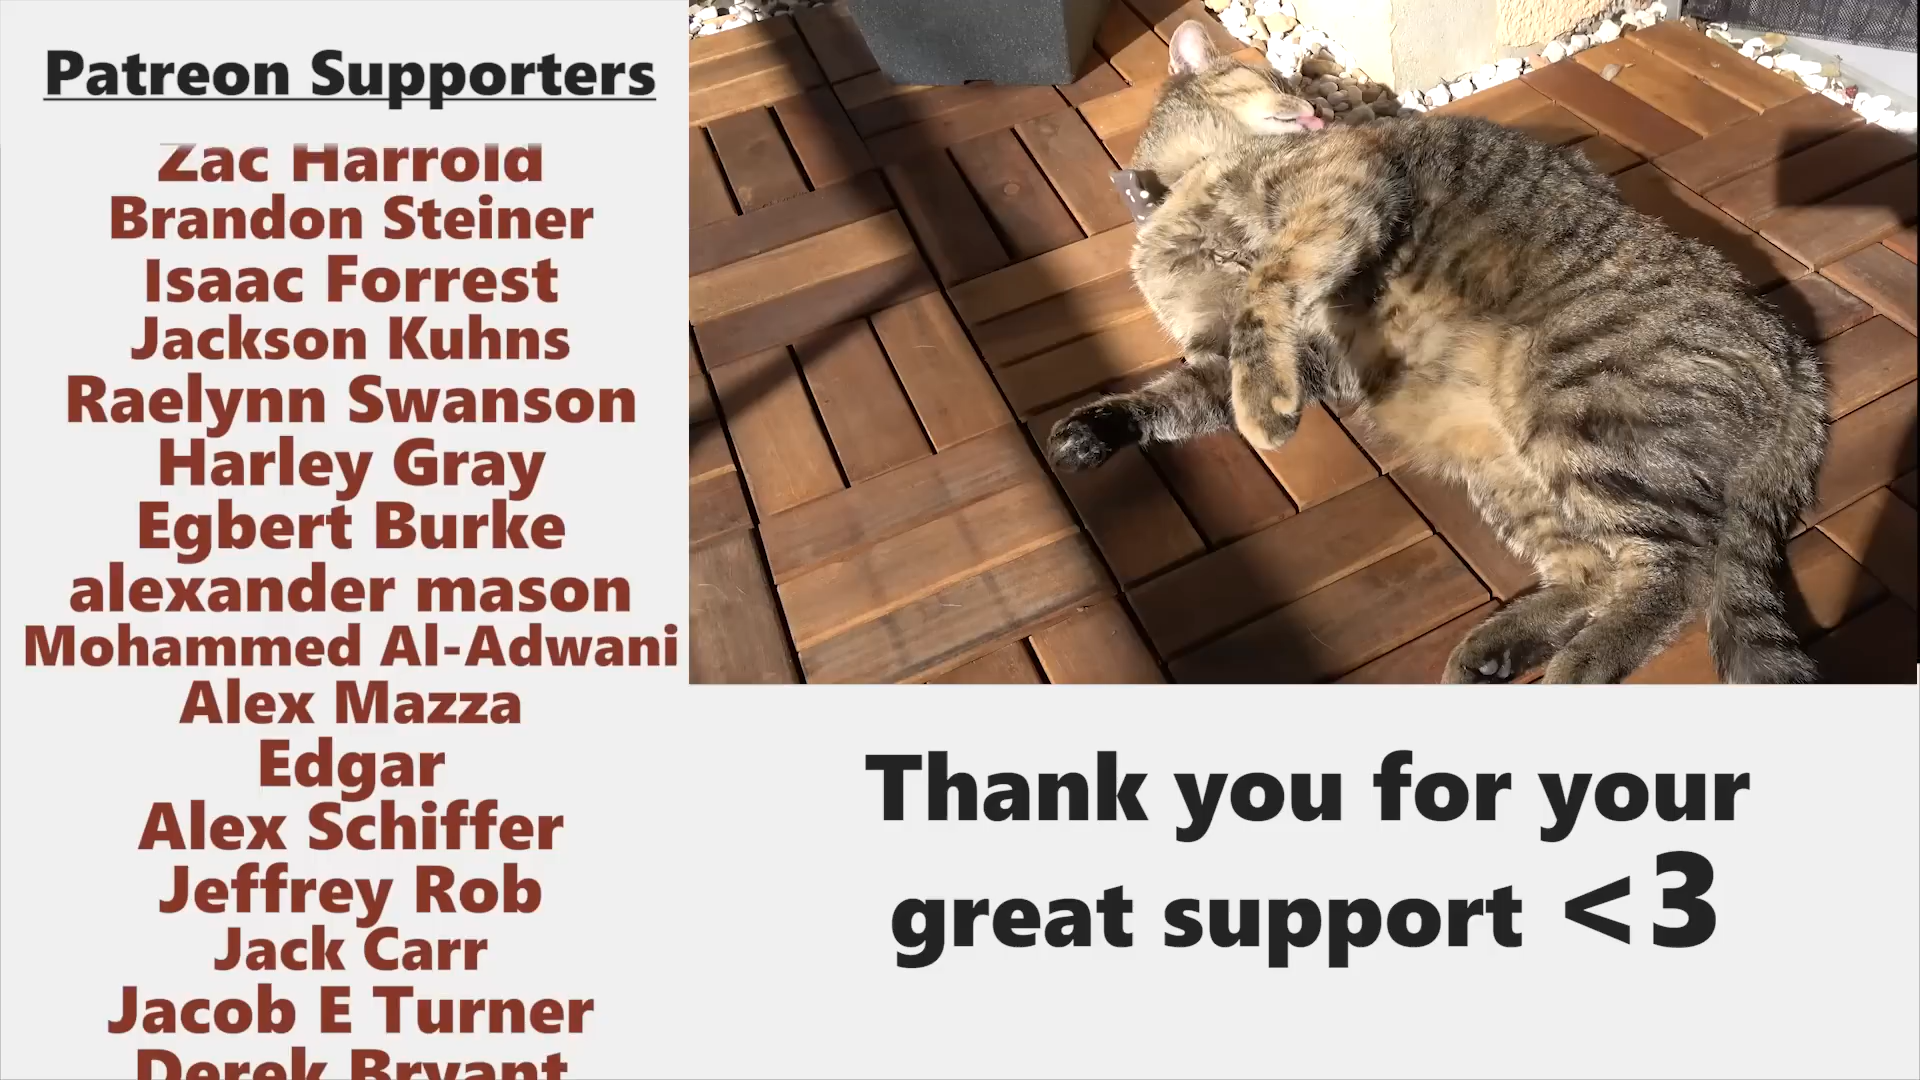 Patreon Supporters
Zac Harrold
Brandon Steiner
Isaac Forrest
Jackson Kuhns
Raelynn Swanson
Harley Gray
Egbert Burke
alexander mason
Mohammed Al-Adwani
Alex Mazza
Edgar
Alex Schiffer
Jeffrey Rob
Jack Carr
Jacob E Turner
Derek Bryant
Thank you for your
great support <3